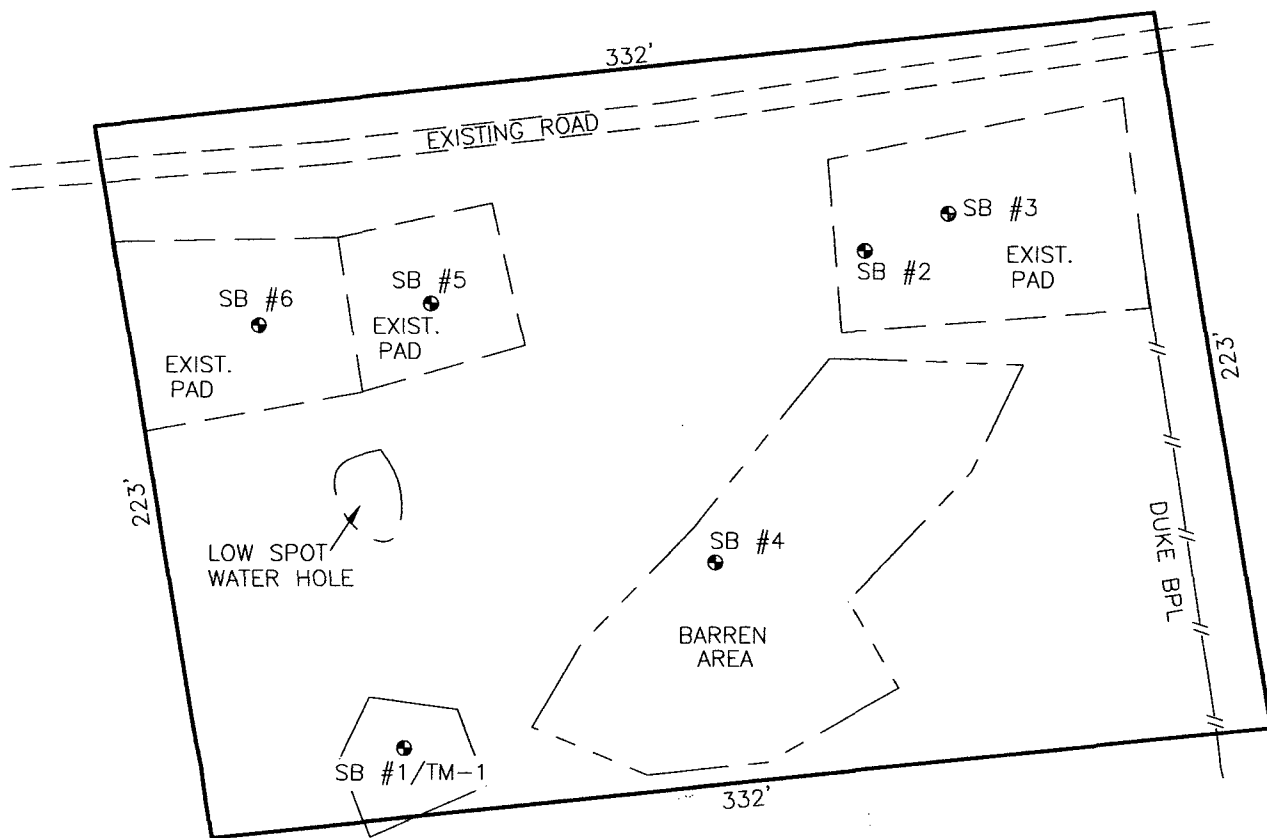 332'
EXISTING ROAD
SB #3
SB #2
EXIST.
PAD
SB #5
SB #6
EXIST.
PAD
EXIST.
PAD
223'
223'
LOW SPOT
WATER HOLE
SB #4
DUKE BPL
BARREN
AREA
SB #1/TM-1
332'